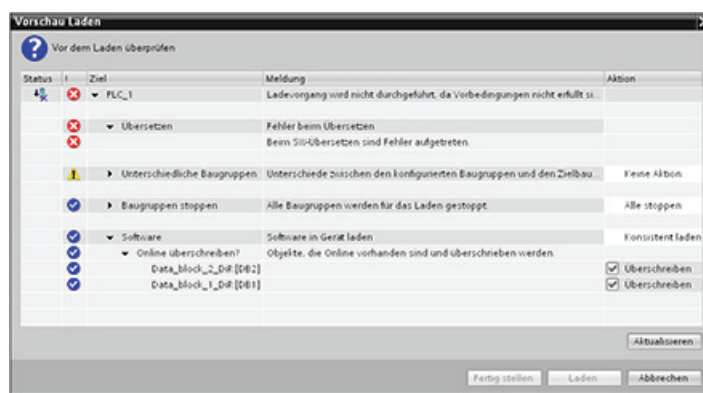 Vorschau Laden
Vor dem Laden überprüfen
Status ! Ziel Meldung Aktion
PLC_1 Ladevorgang wird nicht durchgeführt, da Vorbedingungen nicht erfüllt si...
Übersetzen Fehler beim Übersetzen
Beim SW-Übersetzen sind Fehler aufgetreten.
Unterschiedliche Baugruppen Unterschiede zwischen den konfigurierten Baugruppen und den Zielbau... Keine Aktion
Baugruppen stoppen Alle Baugruppen werden für das Laden gestoppt. Alle stoppen
Software Software in Gerät laden Konsistent laden
Online überschreiben? Objekte, die Online vorhanden sind und überschrieben werden.
Data_block_2_Dif: [DB2] Überschreiben
Data_block_1_Dif: [DB1] Überschreiben
Aktualisieren
Fertig stellen Laden Abbrechen